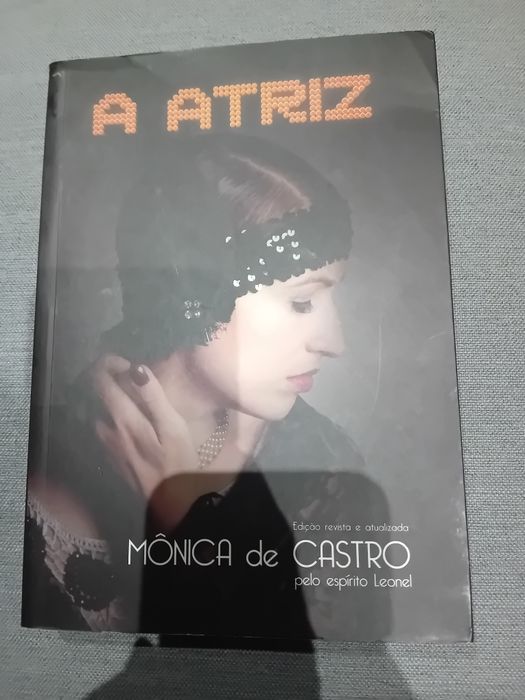 A ATRIZ
Edição revista e atualizada
MÔNICA de CASTRO
pelo espírito Leonel